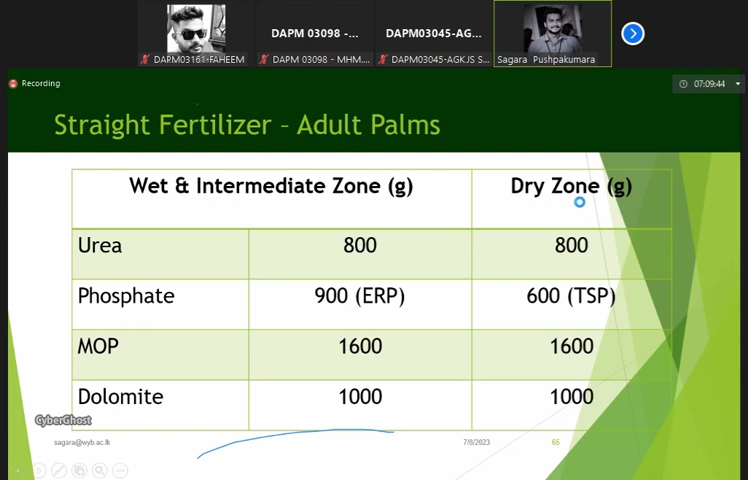 DAPM 03098 -...
DAPM03045-AG...
DAPM03161-FAHEEM
DAPM 03098 - MHM....
DAPM03045-AGKJS S...
Sagara Pushpakumara
Recording
07:09:44
Straight Fertilizer – Adult Palms
Wet & Intermediate Zone (g) Dry Zone (g)
Urea 800 800
Phosphate 900 (ERP) 600 (TSP)
MOP 1600 1600
Dolomite 1000 1000
CyberGhost
sagara@wyb.ac.lk 7/8/2023 65